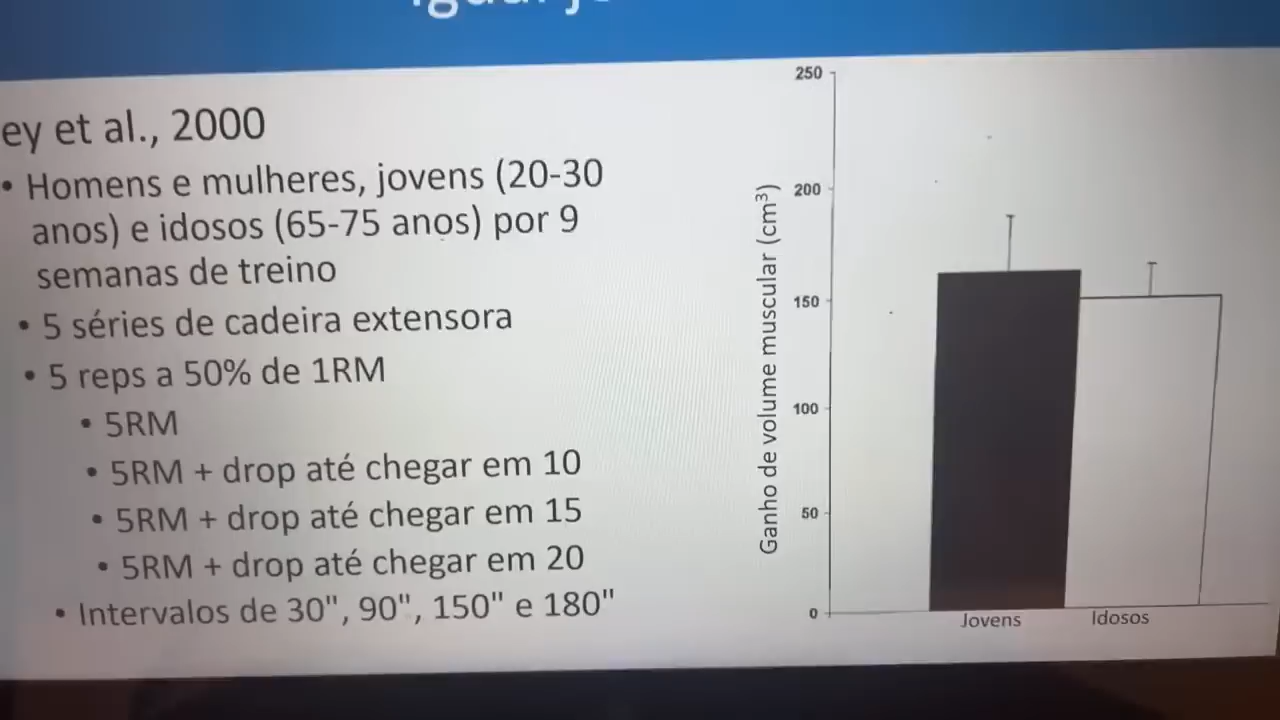 ey et al., 2000
• Homens e mulheres, jovens (20-30
anos) e idosos (65-75 anos) por 9
semanas de treino
• 5 séries de cadeira extensora
• 5 reps a 50% de 1RM
• 5RM
• 5RM + drop até chegar em 10
• 5RM + drop até chegar em 15
• 5RM + drop até chegar em 20
• Intervalos de 30", 90", 150" e 180"
Ganho de volume muscular (cm³)
250
200
150
100
50
0
Jovens Idosos